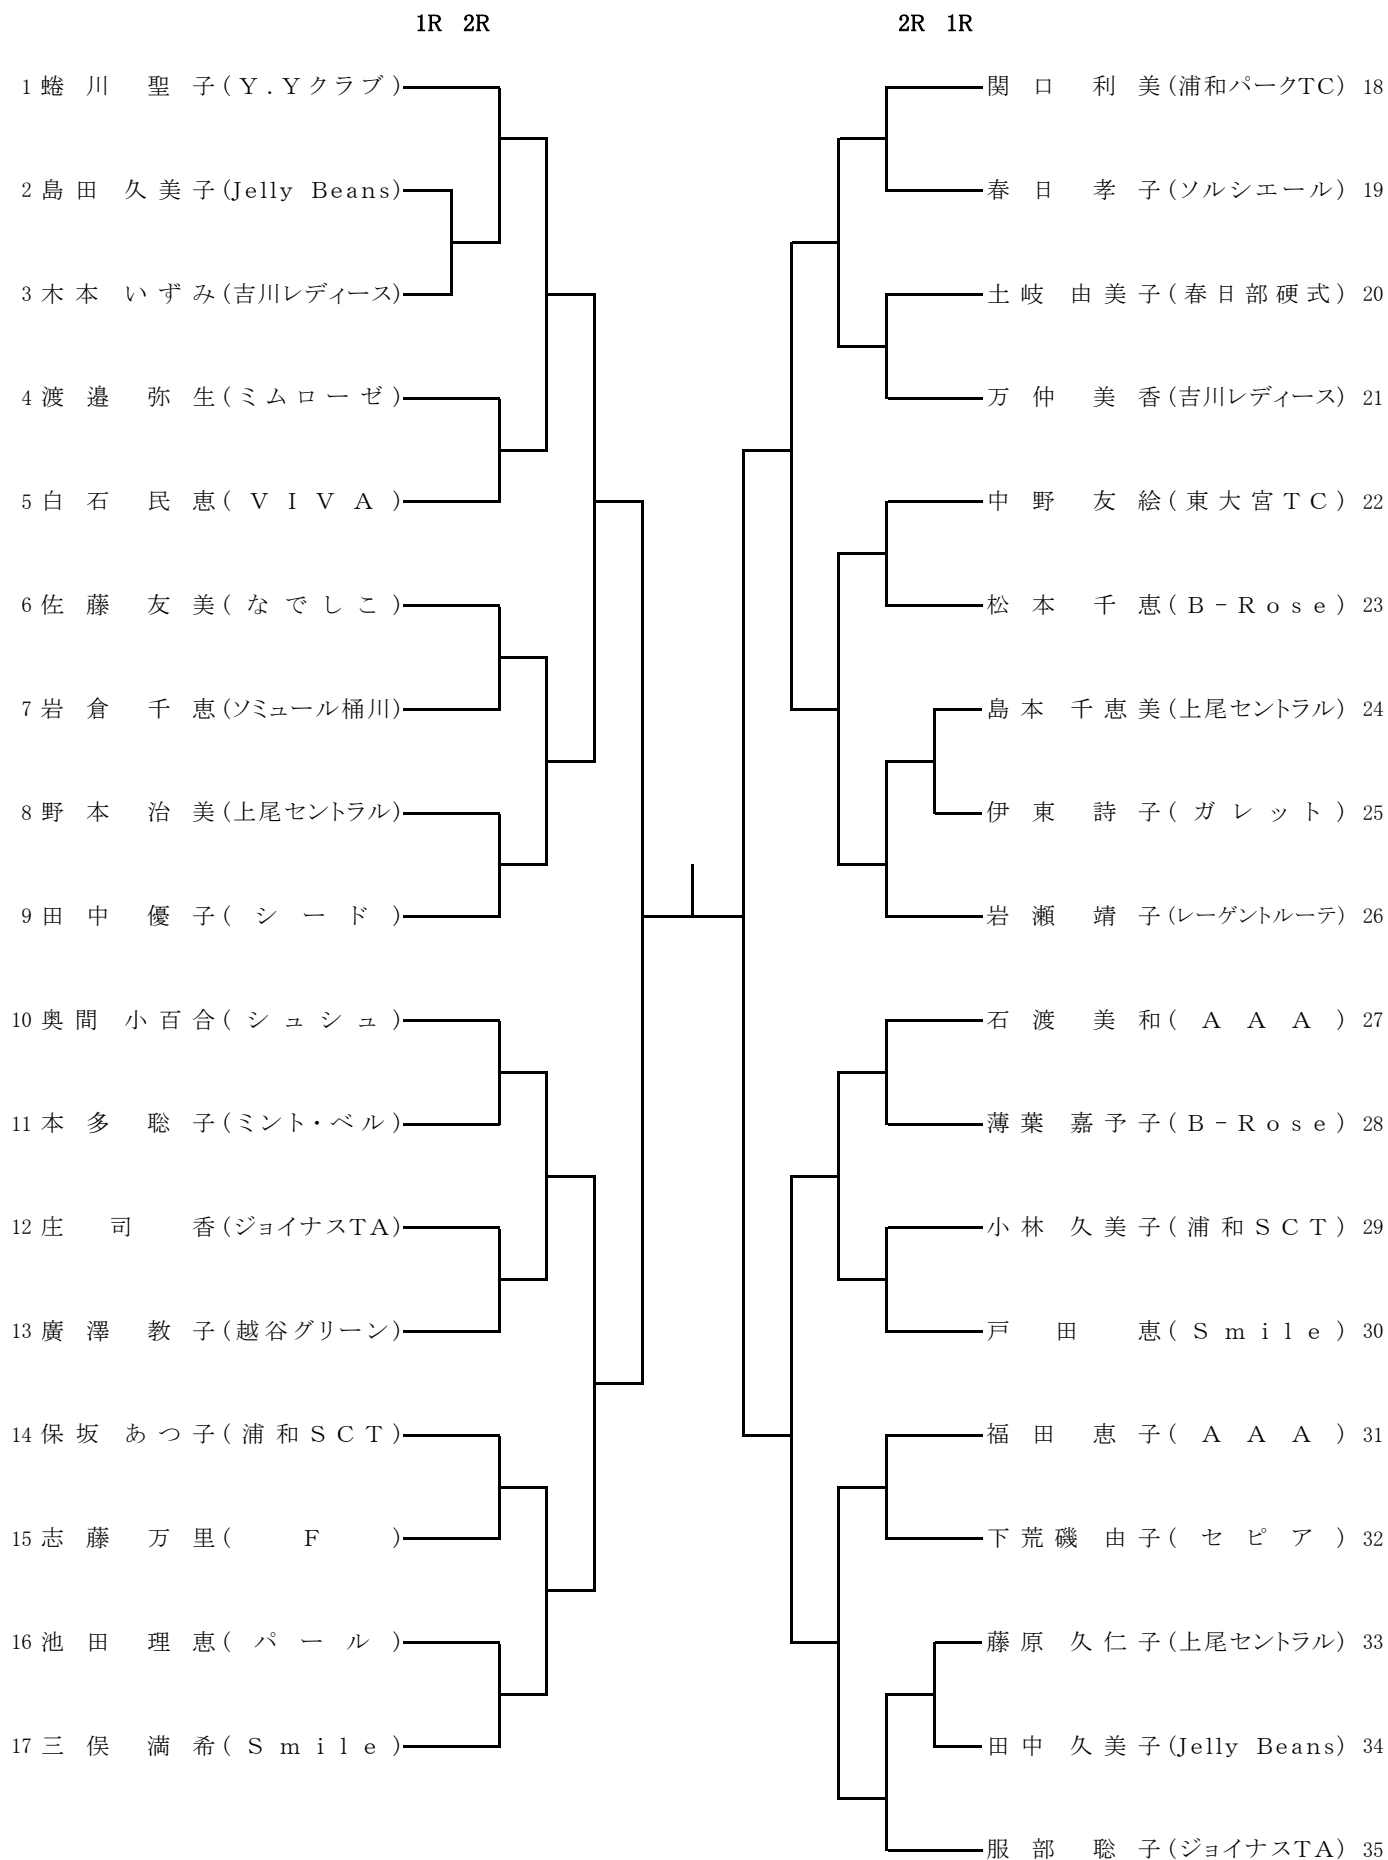 1R 2R
1 蜷川 聖子 (Y.Yクラブ)
2 島田 久美子 (Jelly Beans)
3 木本 いずみ (吉川レディース)
4 渡邉 弥生 (ミムローゼ)
5 白石 民恵 (VIVA)
6 佐藤 友美 (なでしこ)
7 岩倉 千恵 (ソミュール桶川)
8 野本 治美 (上尾セントラル)
9 田中 優子 (シード)
10 奥間 小百合 (シュシュ)
11 本多 聡子 (ミント・ベル)
12 庄司 香 (ジョイナスTA)
13 廣澤 教子 (越谷グリーン)
14 保坂 あつ子 (浦和SCT)
15 志藤 万里 (F)
16 池田 理恵 (パール)
17 三俣 満希 (Smile)
2R 1R
関口 利美 (浦和パークTC) 18
春日 孝子 (ソルシエール) 19
土岐 由美子 (春日部硬式) 20
万仲 美香 (吉川レディース) 21
中野 友絵 (東大宮TC) 22
松本 千恵 (B-Rose) 23
島本 千恵美 (上尾セントラル) 24
伊東 詩子 (ガレット) 25
岩瀬 靖子 (レーゲントルーテ) 26
石渡 美和 (AAA) 27
薄葉 嘉予子 (B-Rose) 28
小林 久美子 (浦和SCT) 29
戸田 恵 (Smile) 30
福田 恵子 (AAA) 31
下荒磯 由子 (セピア) 32
藤原 久仁子 (上尾セントラル) 33
田中 久美子 (Jelly Beans) 34
服部 聡子 (ジョイナスTA) 35